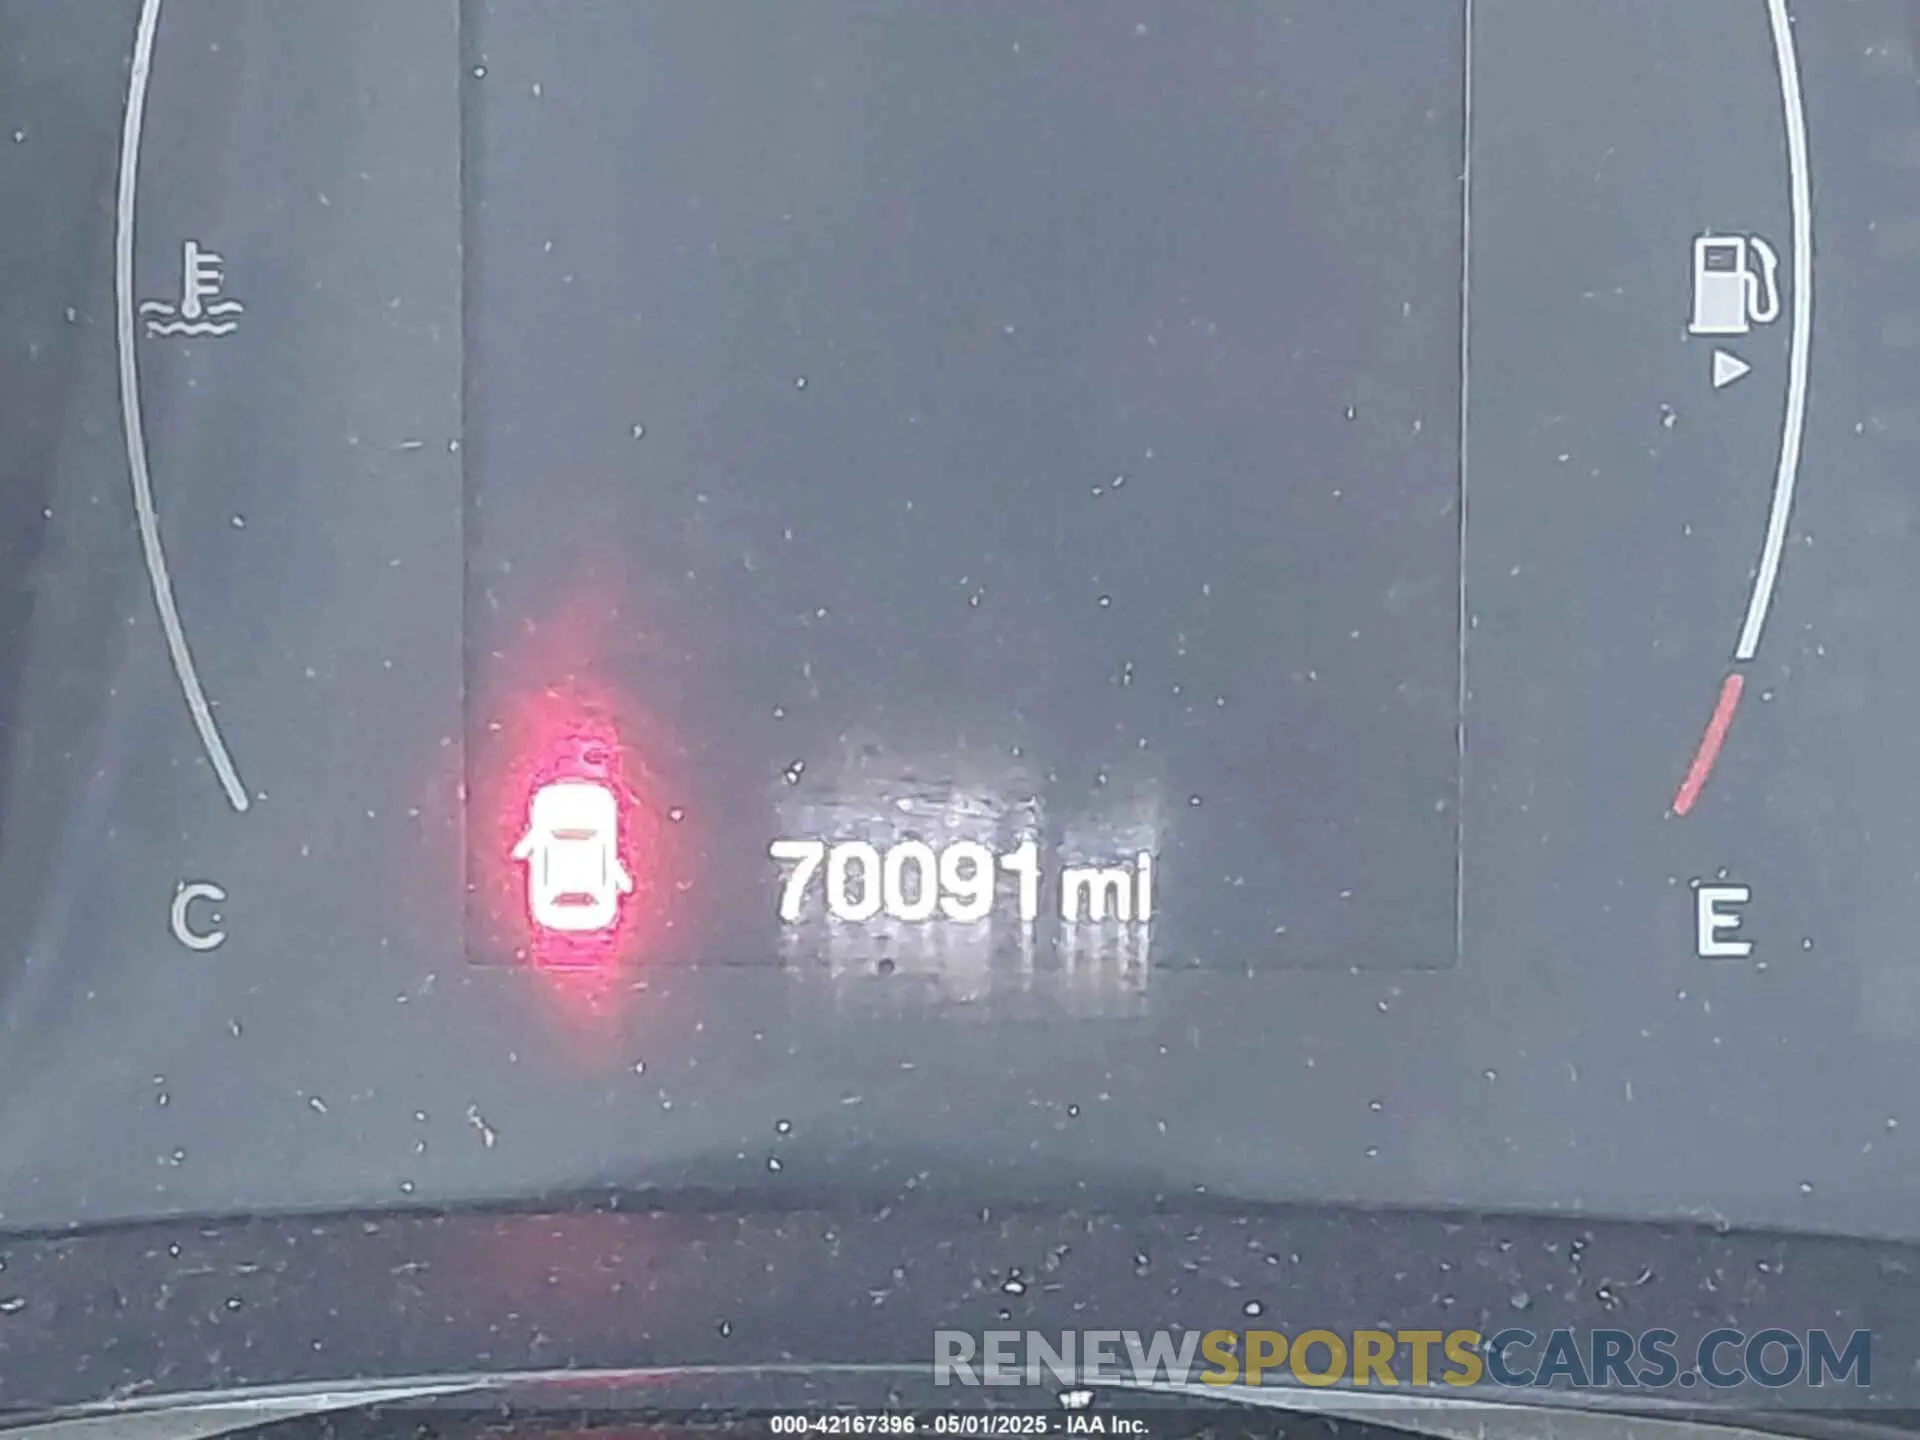 70091 mi
C
E
RENEWSPORTSCARS.COM
000-42167396 - 05/01/2025 - IAA Inc.